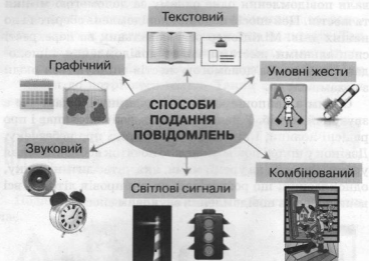 Текстовий
Графічний
Умовні жести
СПОСОБИ
ПОДАННЯ
ПОВІДОМЛЕНЬ
Звуковий
Світлові сигнали
Комбінований